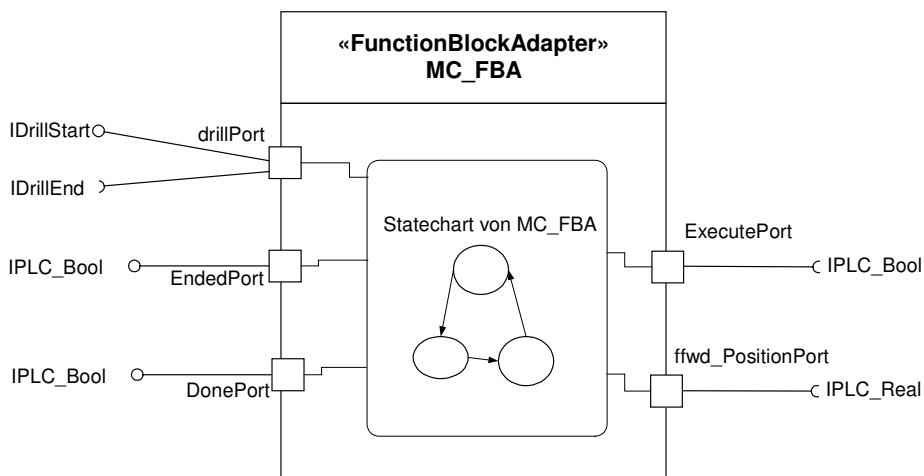 «FunctionBlockAdapter»
MC_FBA
IDrillStart
drillPort
IDrillEnd
Statechart von MC_FBA
ExecutePort
IPLC_Bool
EndedPort
IPLC_Bool
ffwd_PositionPort
IPLC_Bool
DonePort
IPLC_Real